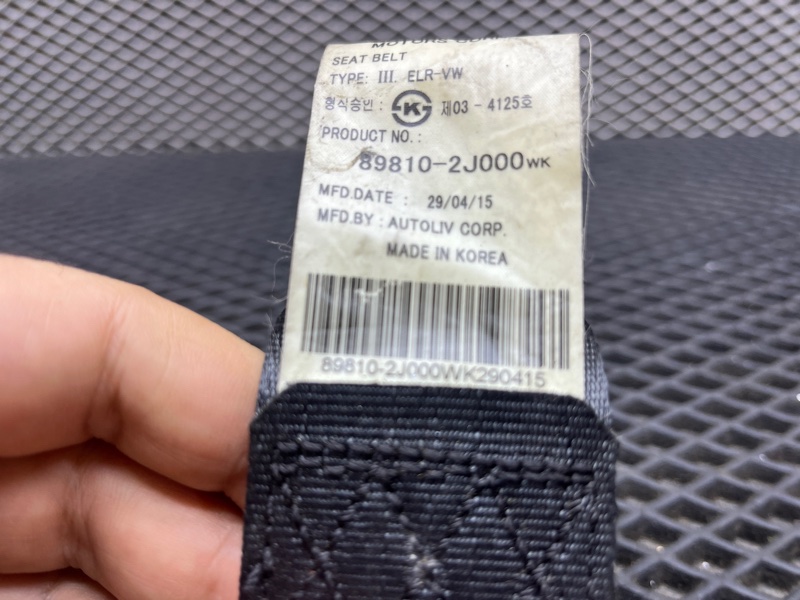 MOTORS
SEAT BELT
TYPE: III. ELR-VW
형식승인 : K 제03 - 4125호
PRODUCT NO. :
89810-2J000WK
MFD.DATE : 29/04/15
MFD.BY : AUTOLIV CORP.
MADE IN KOREA
89810-2J000WK290415